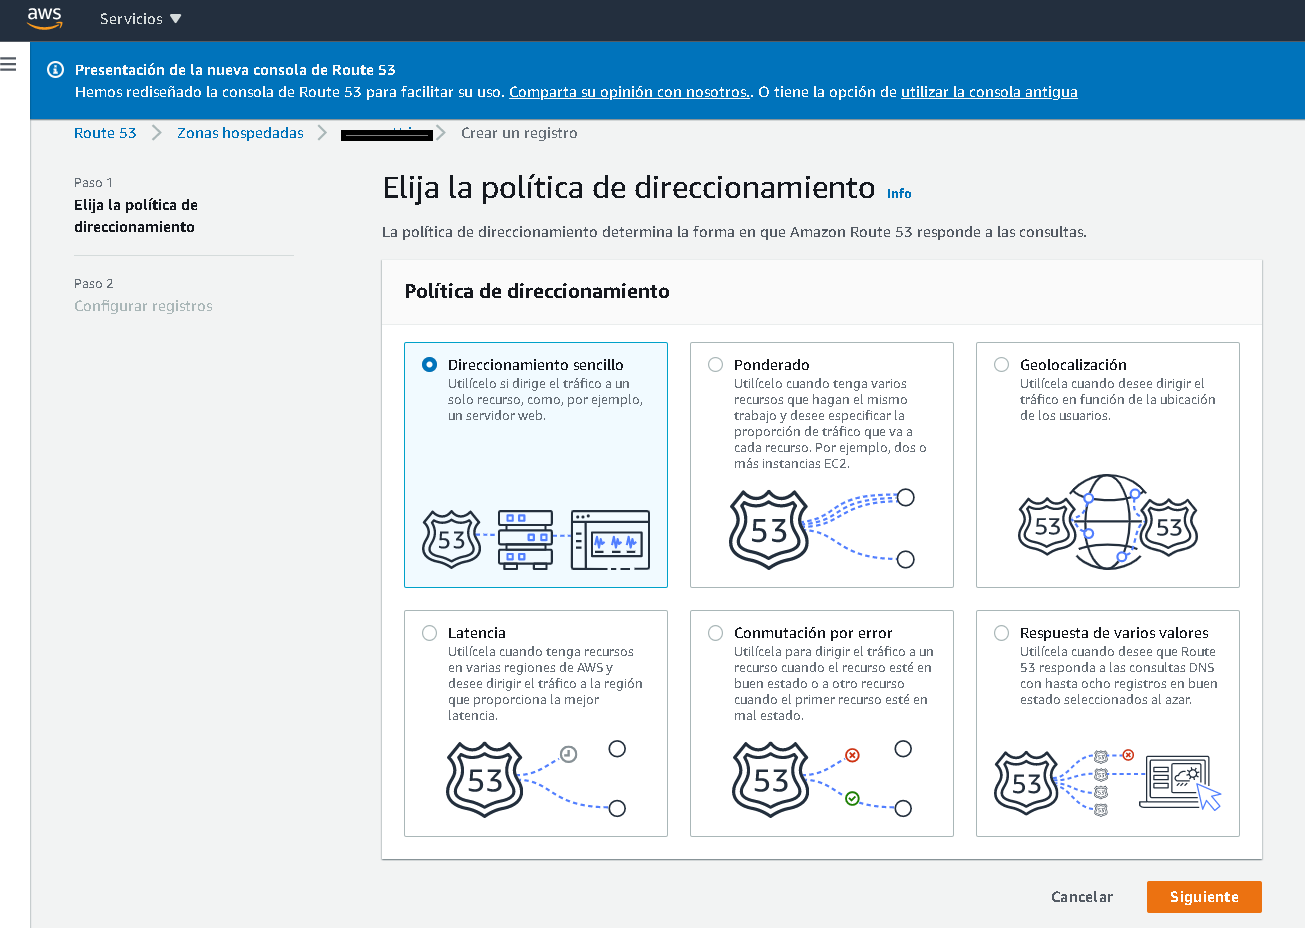 aws
Servicios
Presentación de la nueva consola de Route 53
Hemos rediseñado la consola de Route 53 para facilitar su uso. Comparta su opinión con nosotros.. O tiene la opción de utilizar la consola antigua
Route 53
Zonas hospedadas
Crear un registro
Paso 1
Elija la política de
direccionamiento
Paso 2
Configurar registros
Elija la política de direccionamiento Info
La política de direccionamiento determina la forma en que Amazon Route 53 responde a las consultas.
Política de direccionamiento
Direccionamiento sencillo
Utilícelo si dirige el tráfico a un
solo recurso, como, por ejemplo,
un servidor web.
53
Ponderado
Utilícelo cuando tenga varios
recursos que hagan el mismo
trabajo y desee especificar la
proporción de tráfico que va a
cada recurso. Por ejemplo, dos o
más instancias EC2.
53
Geolocalización
Utilícela cuando desee dirigir el
tráfico en función de la ubicación
de los usuarios.
53
53
Latencia
Utilícela cuando tenga recursos
en varias regiones de AWS y
desee dirigir el tráfico a la región
que proporciona la mejor
latencia.
53
Conmutación por error
Utilícela para dirigir el tráfico a un
recurso cuando el recurso esté en
buen estado o a otro recurso
cuando el primer recurso esté en
mal estado.
53
Respuesta de varios valores
Utilícela cuando desee que Route
53 responda a las consultas DNS
con hasta ocho registros en buen
estado seleccionados al azar.
53
Cancelar
Siguiente